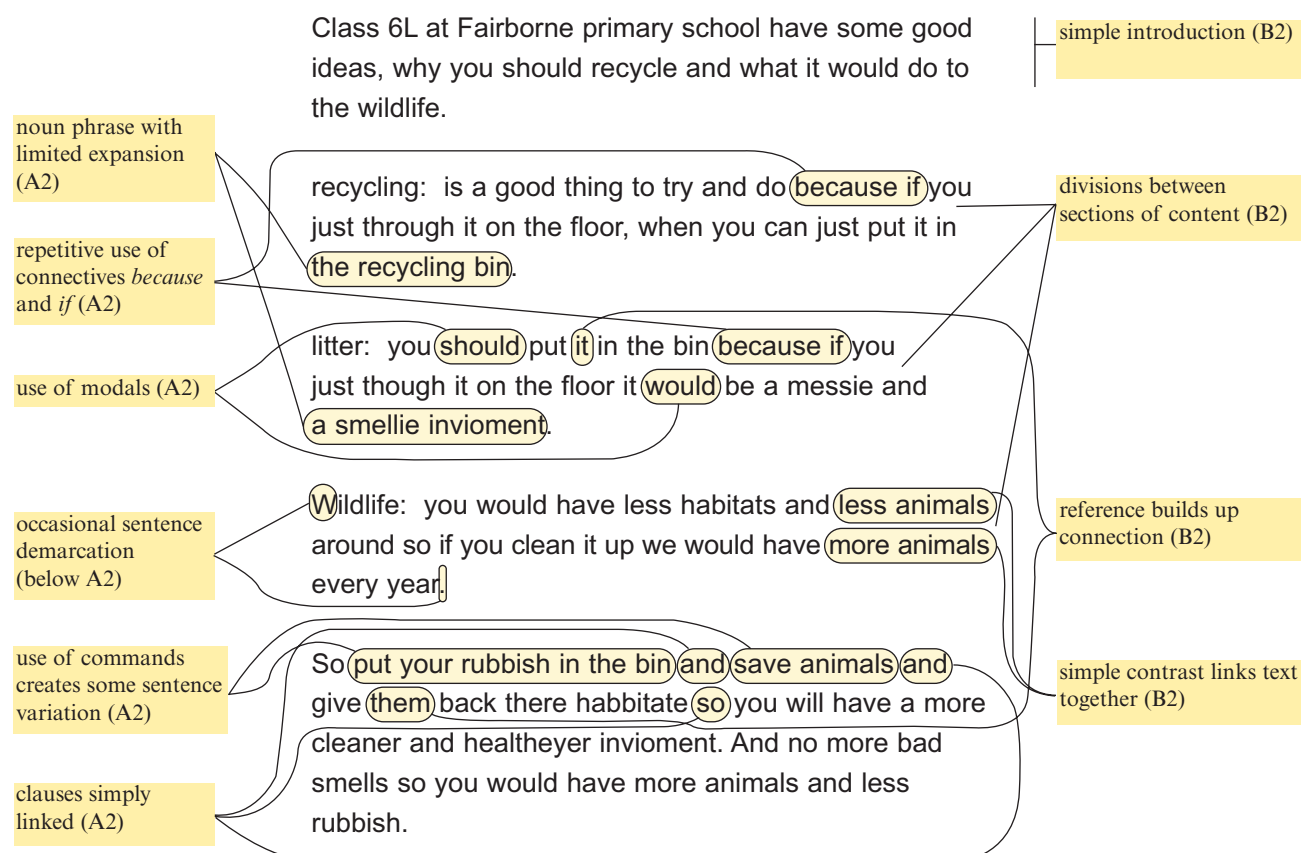 Class 6L at Fairborne primary school have some good
ideas, why you should recycle and what it would do to
the wildlife.
simple introduction (B2)
noun phrase with
limited expansion
(A2)
recycling: is a good thing to try and do because if you
just through it on the floor, when you can just put it in
the recycling bin.
divisions between
sections of content (B2)
repetitive use of
connectives because
and if (A2)
litter: you should put it in the bin because if you
just though it on the floor it would be a messie and
a smellie invioment.
use of modals (A2)
Wildlife: you would have less habitats and less animals
around so if you clean it up we would have more animals
every year.
occasional sentence
demarcation
(below A2)
reference builds up
connection (B2)
use of commands
creates some sentence
variation (A2)
So put your rubbish in the bin and save animals and
give them back there habbitate so you will have a more
cleaner and healtheyer invioment. And no more bad
smells so you would have more animals and less
rubbish.
simple contrast links text
together (B2)
clauses simply
linked (A2)